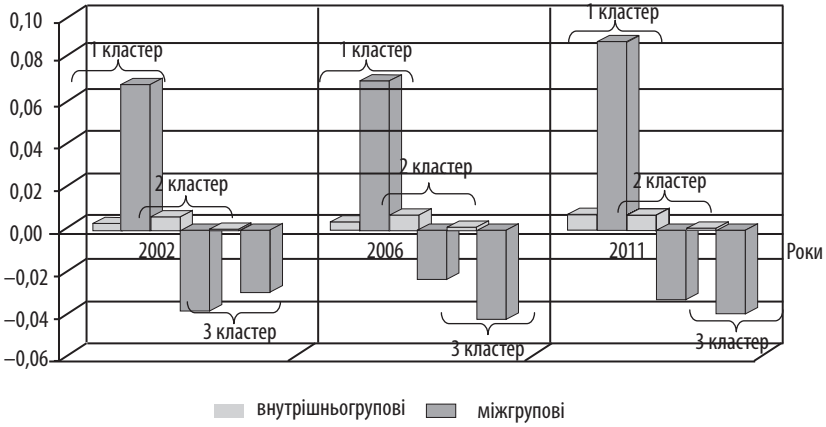 0,10
0,08
0,06
0,04
0,02
0,00
–0,02
–0,04
–0,06
1 кластер
1 кластер
1 кластер
2 кластер
2 кластер
2 кластер
2002
2006
2011
Роки
3 кластер
3 кластер
3 кластер
внутрішньогрупові
міжгрупові